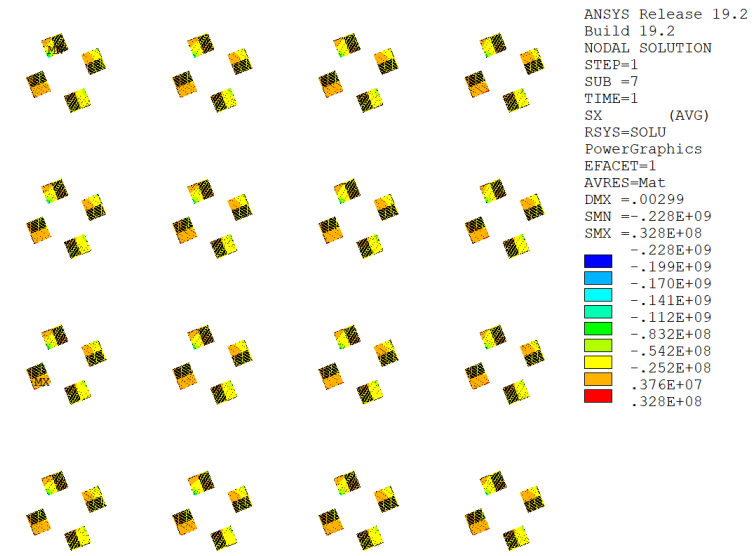 ANSYS Release 19.2
Build 19.2
NODAL SOLUTION
STEP=1
SUB =7
TIME=1
SX (AVG)
RSYS=SOLU
PowerGraphics
EFACET=1
AVRES=Mat
DMX =.00299
SMN =-.228E+09
SMX =.328E+08
-.228E+09
-.199E+09
-.170E+09
-.141E+09
-.112E+09
-.832E+08
-.542E+08
-.252E+08
.376E+07
.328E+08
MX